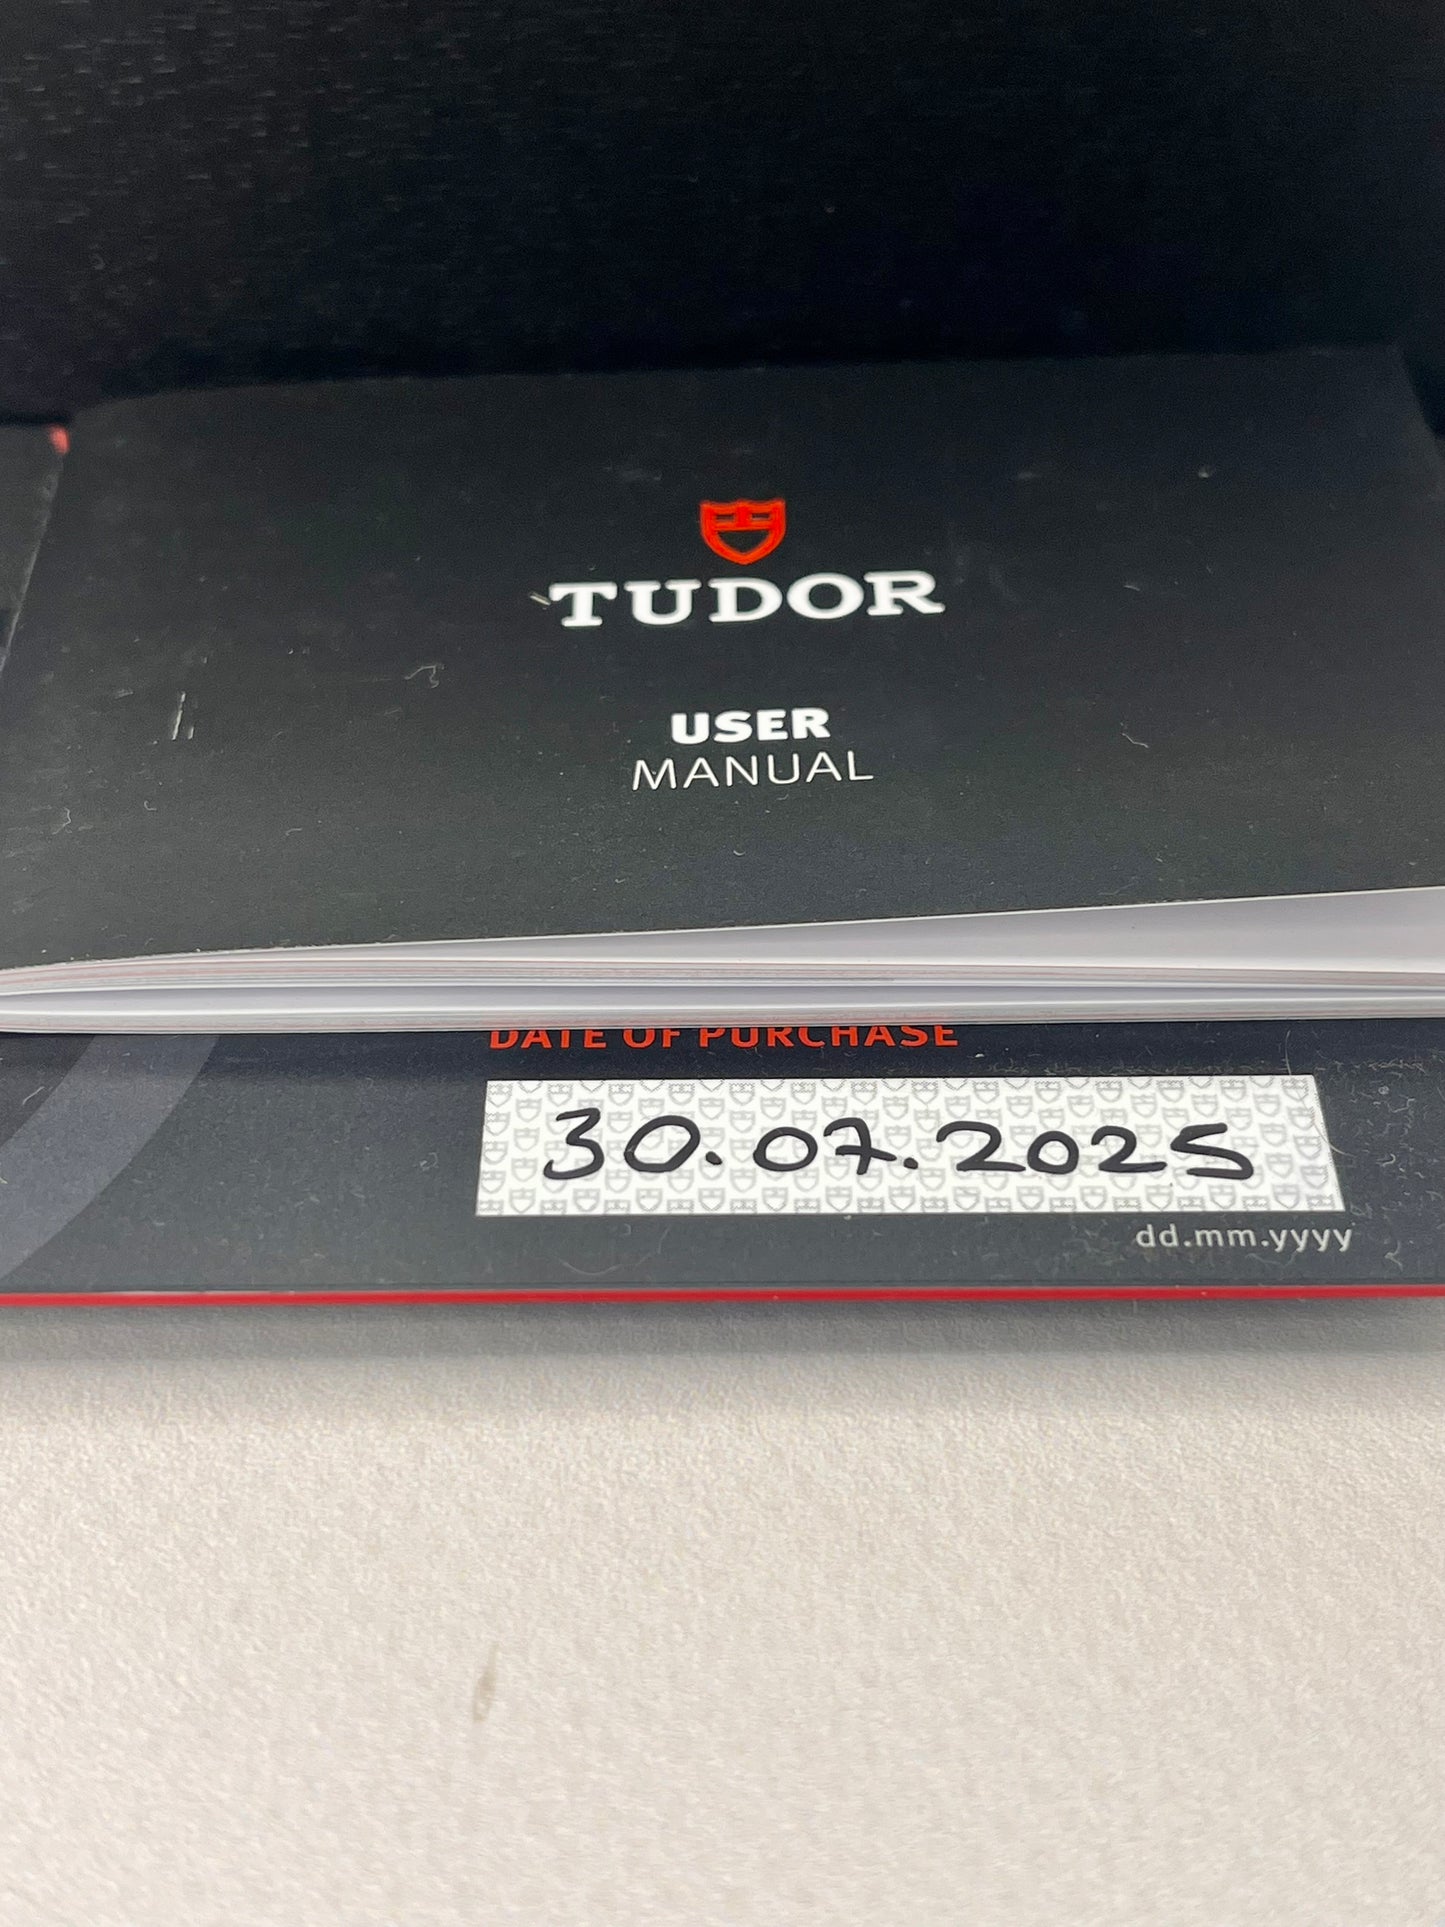 TUDOR
USER
MANUAL
DATE OF PURCHASE
30.07.2025
dd.mm.yyyy